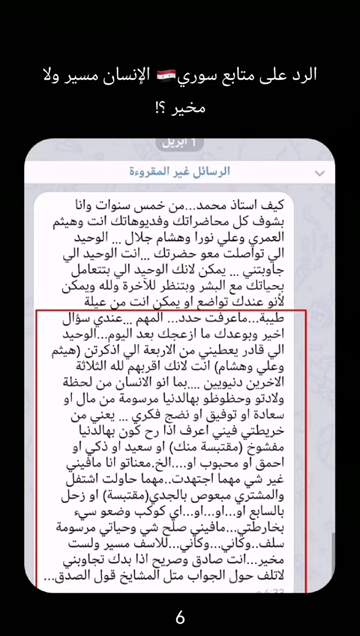 الرد على متابع سوري🇸🇾 الإنسان مسير ولا
مخير ؟!
1 أبريل
الرسائل غير المقروءة
كيف استاذ محمد...من خمس سنوات وانا
بشوف كل محاضراتك وفديوهاتك انت وهيثم
العمري وعلي نورا وهشام جلال ... الوحيد
الي تواصلت معو حضرتك ...انت الوحيد الي
جاوبتني ... يمكن لانك الوحيد الي بتتعامل
بحياتك مع البشر وبتنظر للآخرة ولله ويمكن
لأنو عندك تواضع او يمكن انت من عيلة
طيبة...ماعرفت حدد... المهم ...عندي سؤال
اخير وبوعدك ما ازعجك بعد اليوم...الوحيد
الي قادر يعطيني من الاربعة الي اذكرتن (هيثم
وعلي وهشام) انت لانك اقربهم لله الثلاثة
الاخرين دنيويين ....بما انو الانسان من لحظة
ولادتو وحظوظو بهالدنيا مرسومة من مال او
سعادة او توفيق او نضج فكري ... يعني من
خريطتي فيني اعرف اذا رح كون بهالدنيا
مفشوخ (مقتبسة منك) او سعيد او ذكي او
احمق او محبوب او....الخ.معناتو انا مافيني
غير شي مهما اجتهدت..مهما حاولت اشتغل
والمشتري مبعوص بالجدي(مقتبسة) او زحل
بالسابع او...او...او...اي كوكب وضعو سيء
بخارطتي...مافيني صلح شي وحياتي مرسومة
سلف..وكاني...وكاني...للاسف مسير ولست
مخير...انت صادق وصريح اذا بدك تجاوبني
لاتلف حول الجواب متل المشايخ قول الصدق...
6